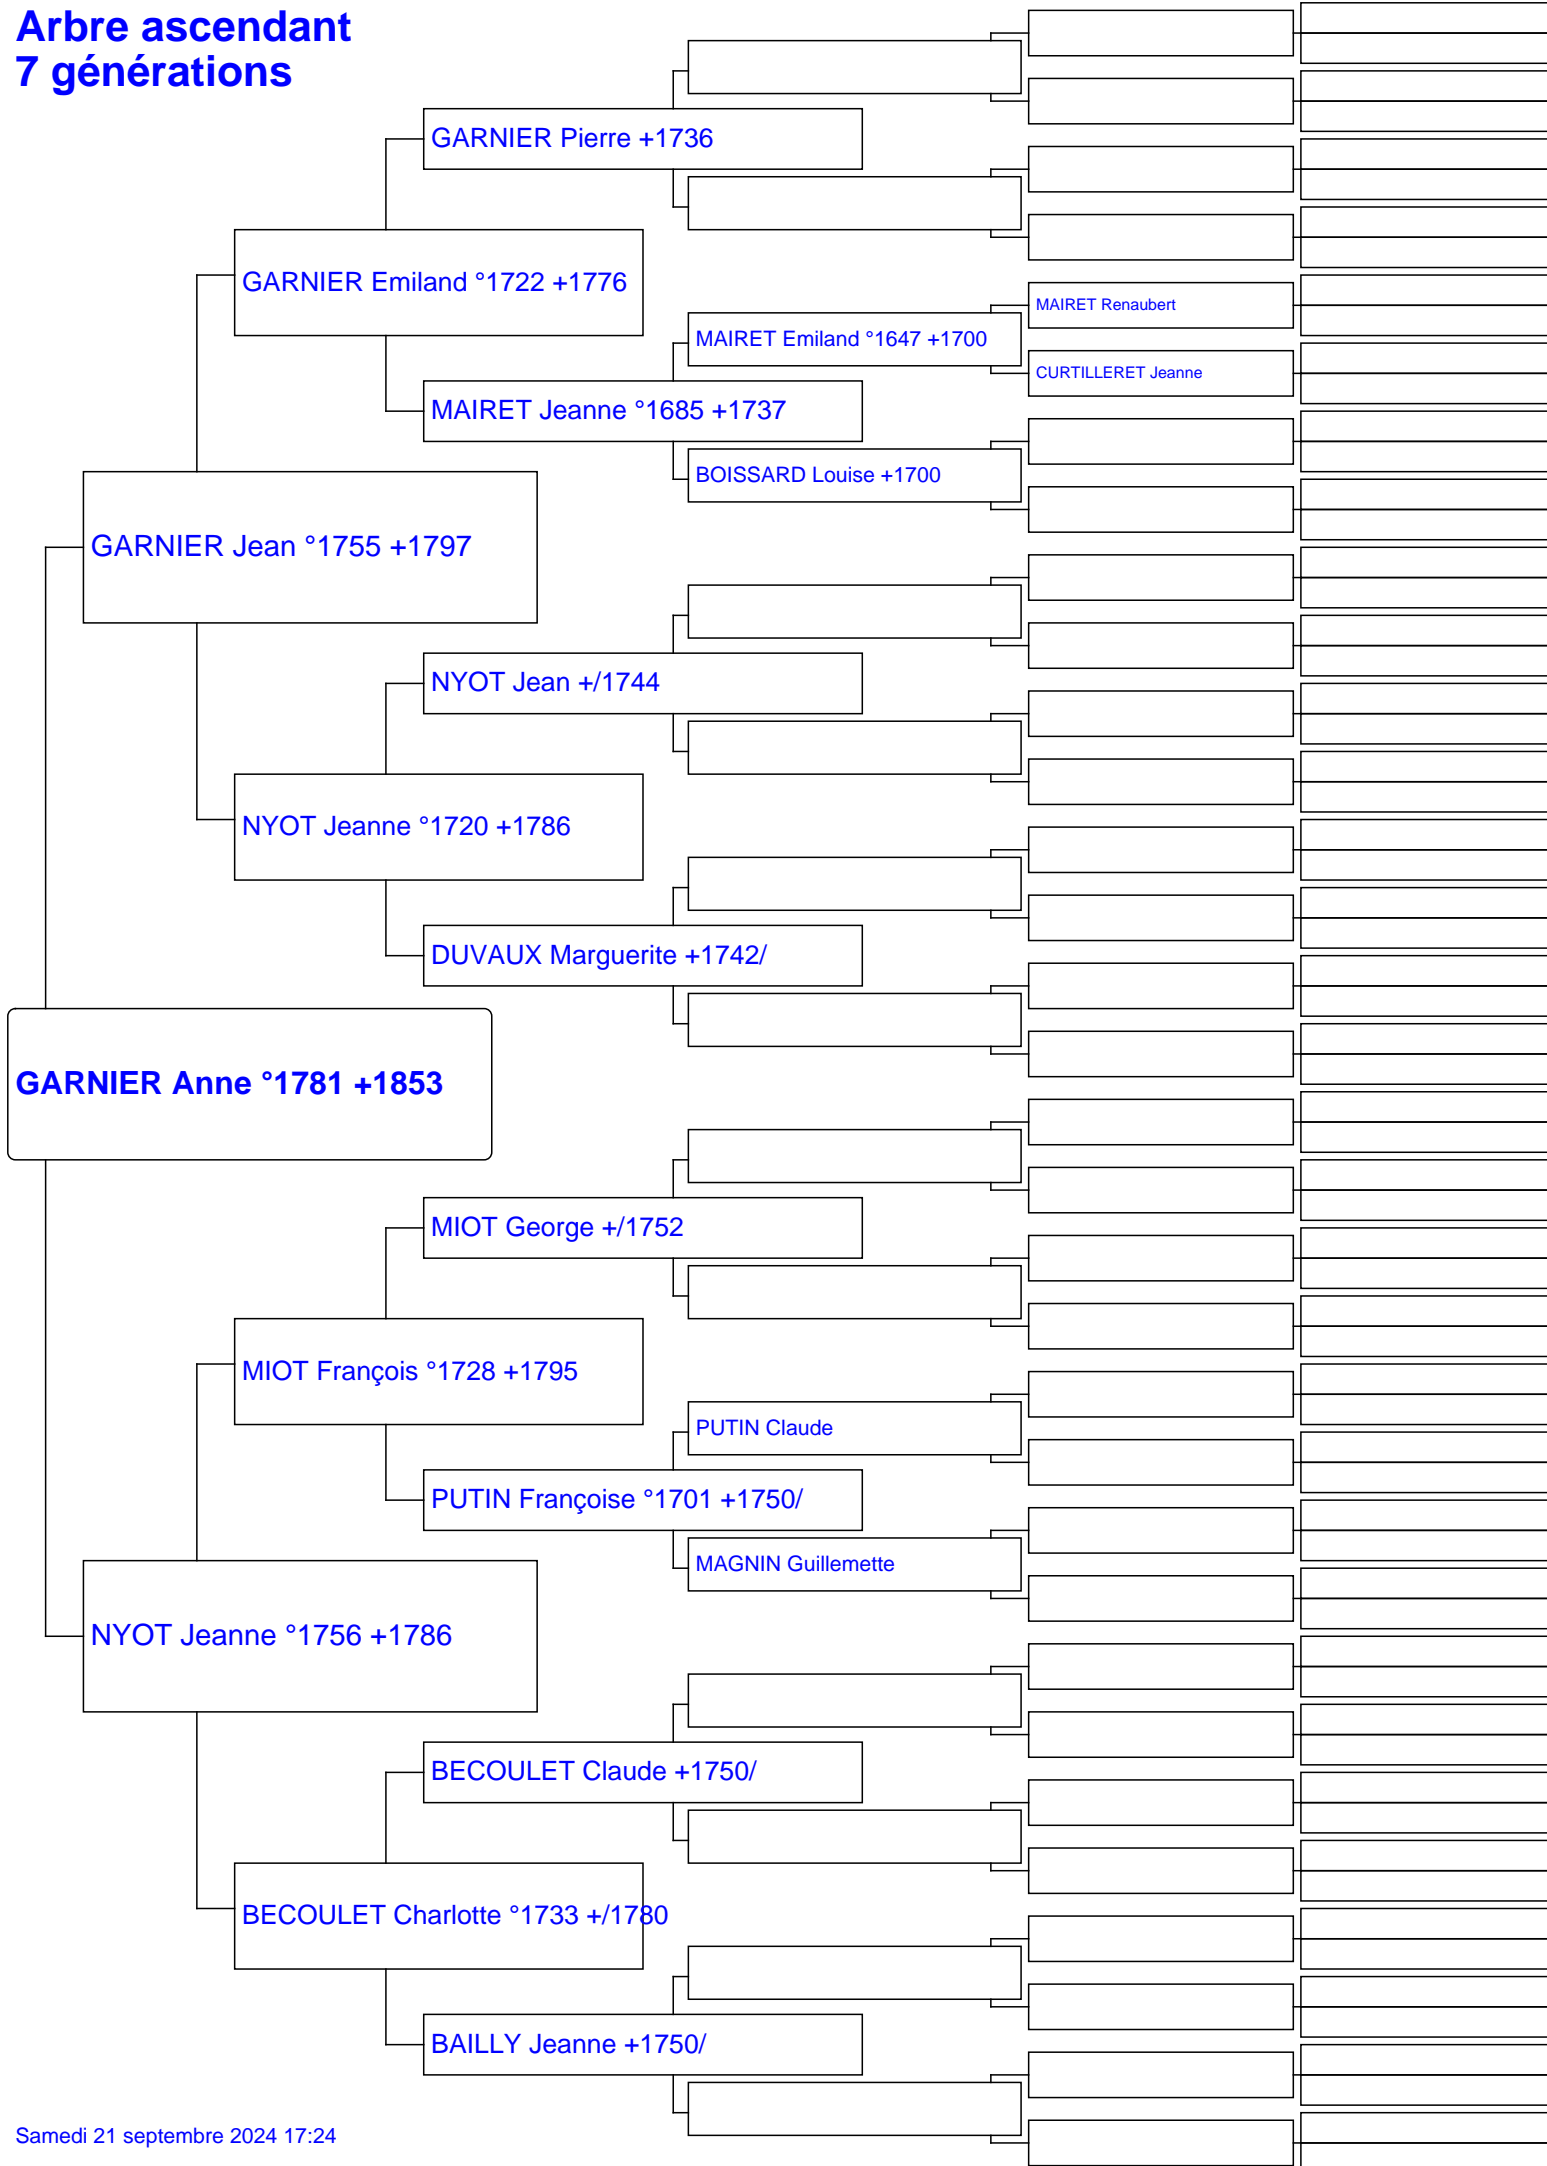 Arbre ascendant
7 générations
GARNIER Pierre +1736
GARNIER Emiland °1722 +1776
MAIRET Renaubert
MAIRET Emiland °1647 +1700
CURTILLERET Jeanne
MAIRET Jeanne °1685 +1737
BOISSARD Louise +1700
GARNIER Jean °1755 +1797
NYOT Jean +/1744
NYOT Jeanne °1720 +1786
DUVAUX Marguerite +1742/
GARNIER Anne °1781 +1853
MIOT George +/1752
MIOT François °1728 +1795
PUTIN Claude
PUTIN Françoise °1701 +1750/
MAGNIN Guillemette
NYOT Jeanne °1756 +1786
BECOULET Claude +1750/
BECOULET Charlotte °1733 +/1780
BAILLY Jeanne +1750/
Samedi 21 septembre 2024 17:24